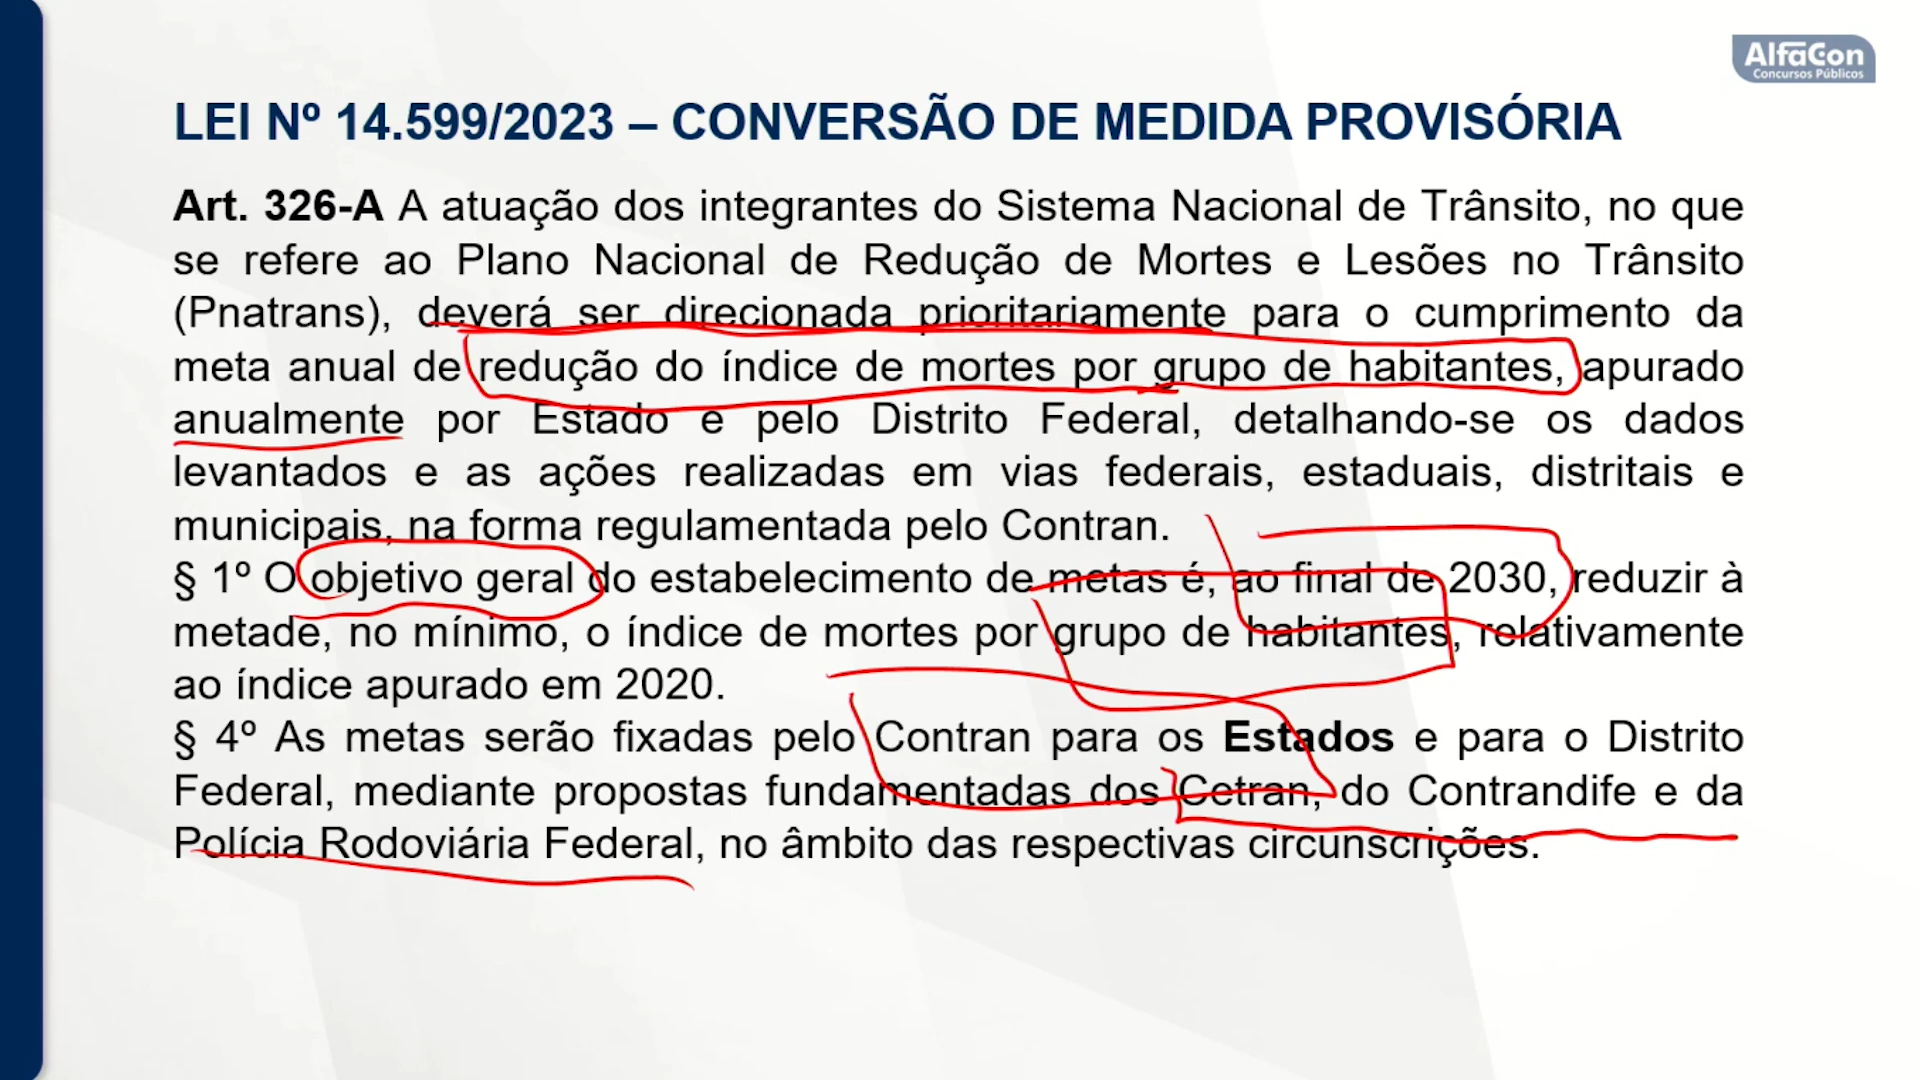 AlfaCon
Concursos Públicos
LEI Nº 14.599/2023 – CONVERSÃO DE MEDIDA PROVISÓRIA
Art. 326-A A atuação dos integrantes do Sistema Nacional de Trânsito, no que
se refere ao Plano Nacional de Redução de Mortes e Lesões no Trânsito
(Pnatrans), deverá ser direcionada prioritariamente para o cumprimento da
meta anual de redução do índice de mortes por grupo de habitantes, apurado
anualmente por Estado e pelo Distrito Federal, detalhando-se os dados
levantados e as ações realizadas em vias federais, estaduais, distritais e
municipais, na forma regulamentada pelo Contran.
§ 1º O objetivo geral do estabelecimento de metas é, ao final de 2030, reduzir à
metade, no mínimo, o índice de mortes por grupo de habitantes, relativamente
ao índice apurado em 2020.
§ 4º As metas serão fixadas pelo Contran para os Estados e para o Distrito
Federal, mediante propostas fundamentadas dos Cetran, do Contrandife e da
Polícia Rodoviária Federal, no âmbito das respectivas circunscrições.